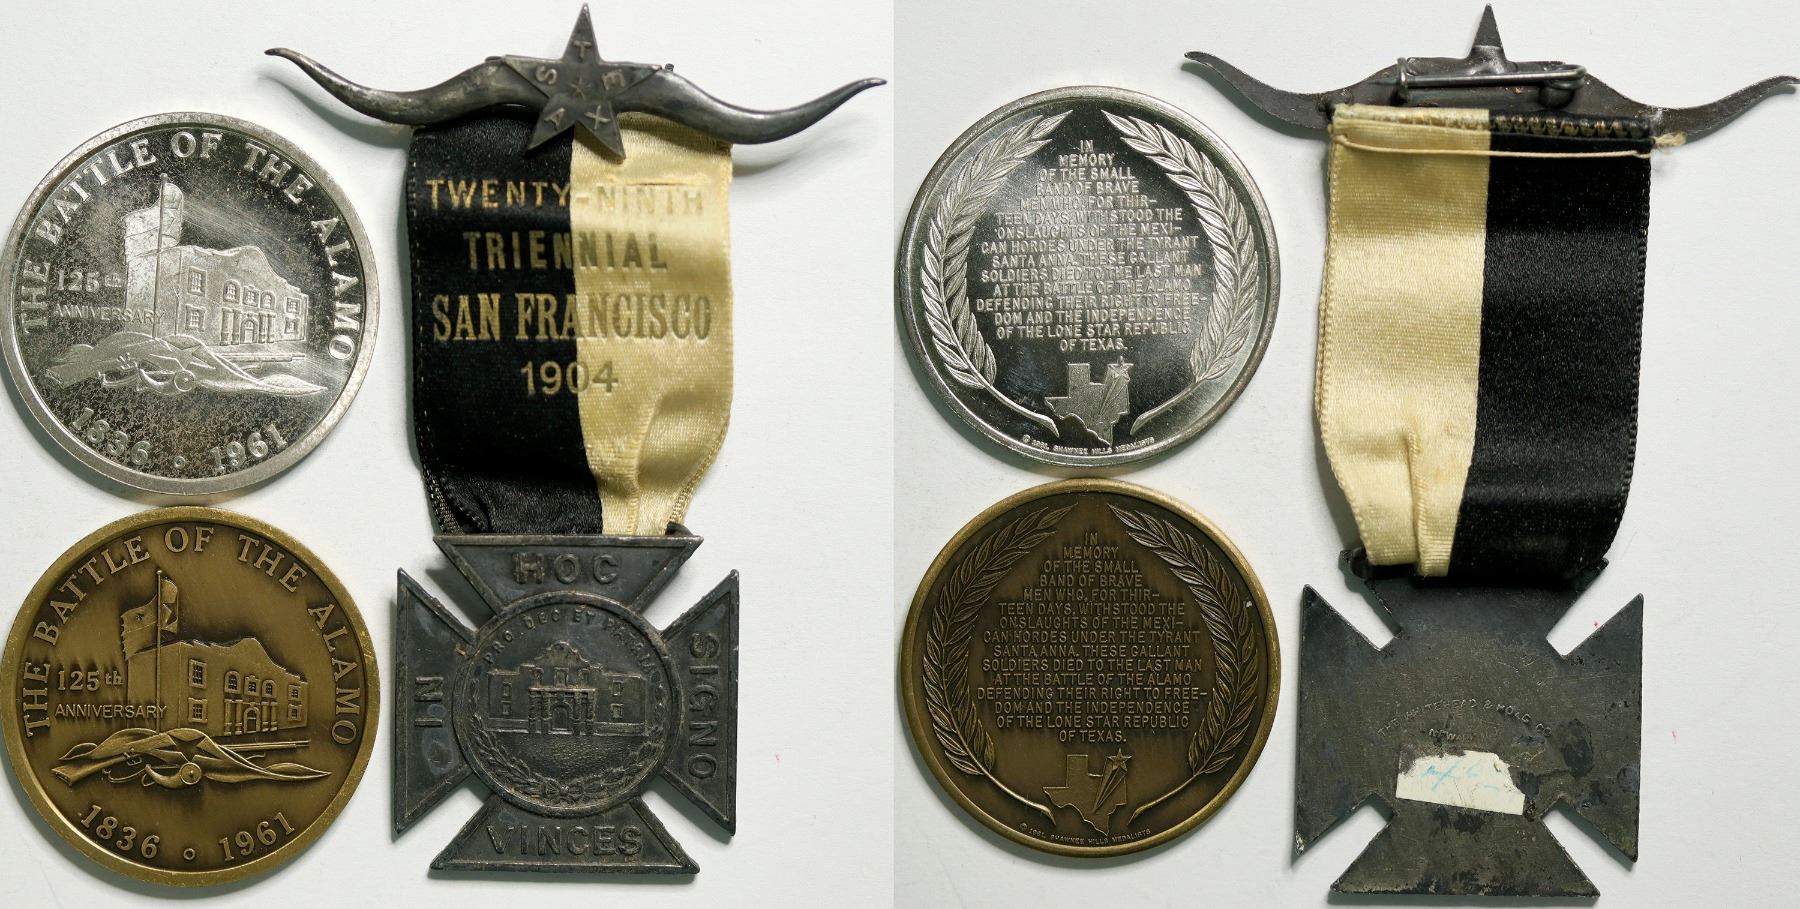 THE BATTLE OF THE ALAMO
125th
ANNIVERSARY
1836 ° 1961
THE BATTLE OF THE ALAMO
125th
ANNIVERSARY
1836 ° 1961
TEXAS
TWENTY-NINTH
TRIENNIAL
SAN FRANCISCO
1904
HOC
PRO. DEO ET PATRIA
IN
SIGNO
VINCES
IN
MEMORY
OF THE SMALL
BAND OF BRAVE
MEN WHO, FOR THIR-
TEEN DAYS, WITHSTOOD THE
ONSLAUGHTS OF THE MEXI-
CAN HORDES UNDER THE TYRANT
SANTA ANNA. THESE GALLANT
SOLDIERS DIED TO THE LAST MAN
AT THE BATTLE OF THE ALAMO
DEFENDING THEIR RIGHT TO FREE-
DOM AND THE INDEPENDENCE
OF THE LONE STAR REPUBLIC
OF TEXAS.
© 1961, SHAWNEE HILLS MEDALISTS
IN
MEMORY
OF THE SMALL
BAND OF BRAVE
MEN WHO, FOR THIR-
TEEN DAYS, WITHSTOOD THE
ONSLAUGHTS OF THE MEXI-
CAN HORDES UNDER THE TYRANT
SANTA ANNA. THESE GALLANT
SOLDIERS DIED TO THE LAST MAN
AT THE BATTLE OF THE ALAMO
DEFENDING THEIR RIGHT TO FREE-
DOM AND THE INDEPENDENCE
OF THE LONE STAR REPUBLIC
OF TEXAS.
© 1961, SHAWNEE HILLS MEDALISTS
THE WHITEHEAD & HOAG CO.